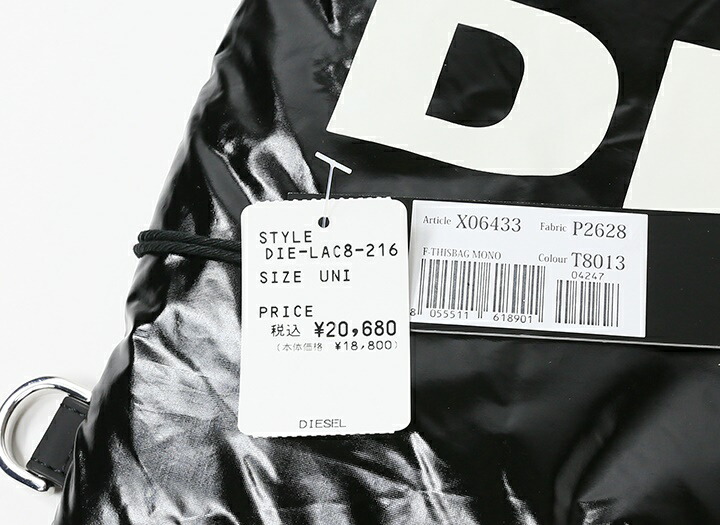 DI
STYLE
DIE-LAC8-216
SIZE UNI
PRICE
税込 ¥20,680
(本体価格 ¥18,800)
DIESEL
Article X06433 Fabric P2628
F-THISBAG MONO Colour T8013
04247
8 055511 618901